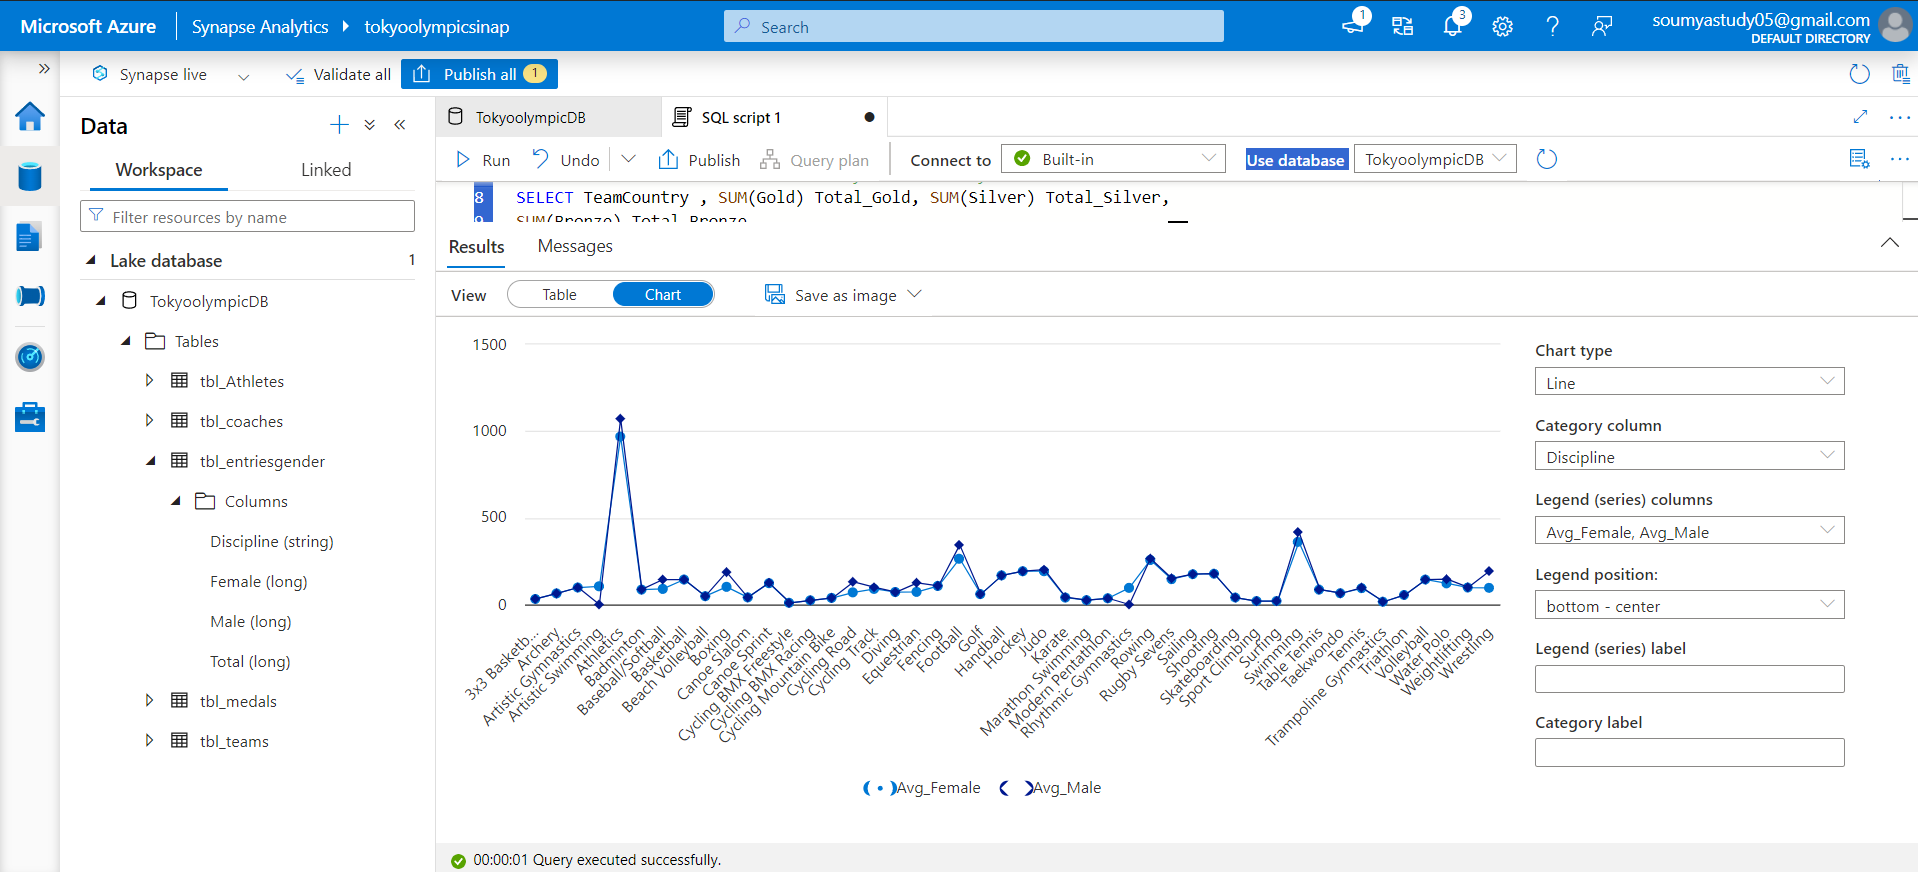 Microsoft Azure
Synapse Analytics
tokyoolympicsinap
Search
1
3
soumyastudy05@gmail.com
DEFAULT DIRECTORY
Synapse live
Validate all
Publish all 1
Data
Workspace
Linked
Filter resources by name
Lake database 1
TokyoolympicDB
Tables
tbl_Athletes
tbl_coaches
tbl_entriesgender
Columns
Discipline (string)
Female (long)
Male (long)
Total (long)
tbl_medals
tbl_teams
TokyoolympicDB
SQL script 1
Run
Undo
Publish
Query plan
Connect to
Built-in
Use database
TokyoolympicDB
8 SELECT TeamCountry , SUM(Gold) Total_Gold, SUM(Silver) Total_Silver,
9 SUM(Bronze) Total_Bronze
Results
Messages
View
Table
Chart
Save as image
1500
1000
500
0
3x3 Basketb...
Archery
Artistic Gymnastics
Artistic Swimming
Athletics
Badminton
Baseball/Softball
Basketball
Beach Volleyball
Boxing
Canoe Slalom
Canoe Sprint
Cycling BMX Freestyle
Cycling BMX Racing
Cycling Mountain Bike
Cycling Road
Cycling Track
Diving
Equestrian
Fencing
Football
Golf
Handball
Hockey
Judo
Karate
Marathon Swimming
Modern Pentathlon
Rhythmic Gymnastics
Rowing
Rugby Sevens
Sailing
Shooting
Skateboarding
Sport Climbing
Surfing
Swimming
Table Tennis
Taekwondo
Tennis
Trampoline Gymnastics
Triathlon
Volleyball
Water Polo
Weightlifting
Wrestling
Avg_Female
Avg_Male
Chart type
Line
Category column
Discipline
Legend (series) columns
Avg_Female, Avg_Male
Legend position:
bottom - center
Legend (series) label
Category label
00:00:01 Query executed successfully.